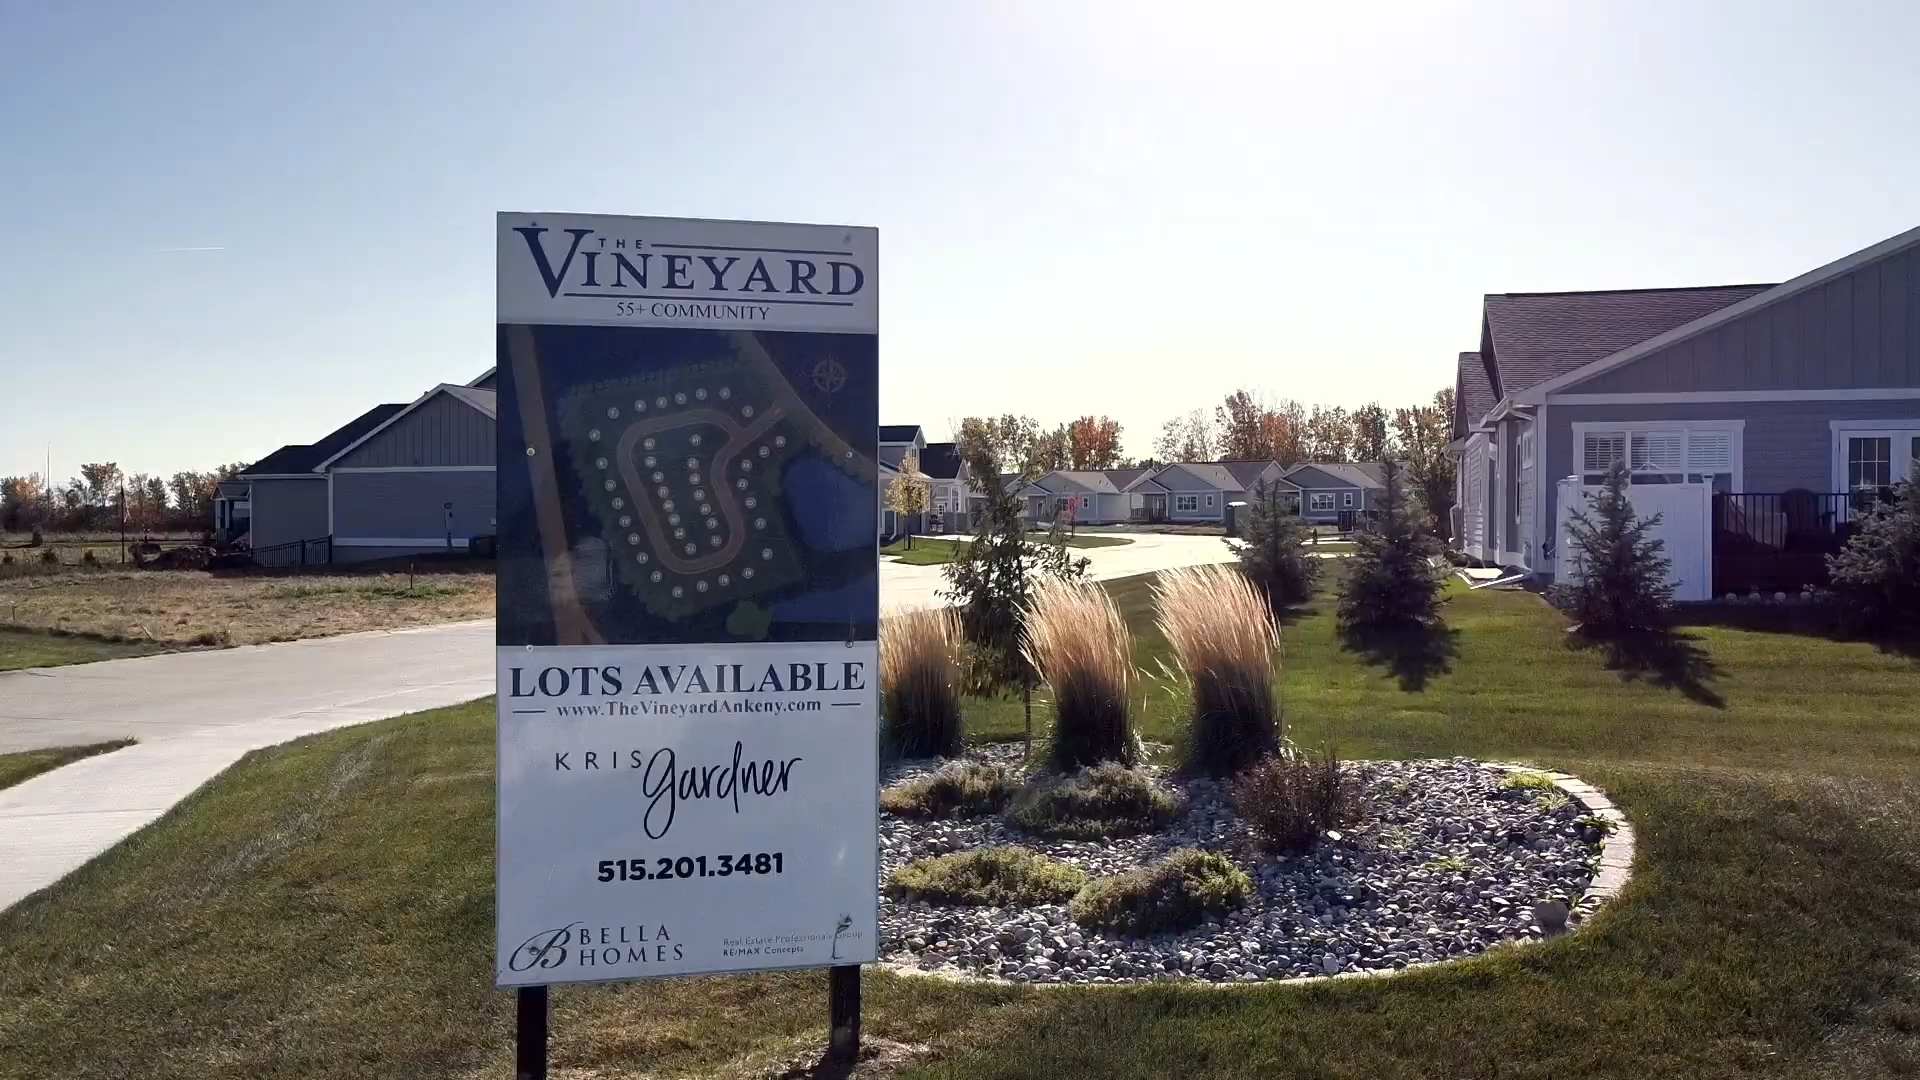 THE
VINEYARD
55+ COMMUNITY
LOTS AVAILABLE
www.TheVineyardAnkeny.com
KRIS gardner
515.201.3481
B BELLA
HOMES
Real Estate Professionals Group
RE/MAX Concepts